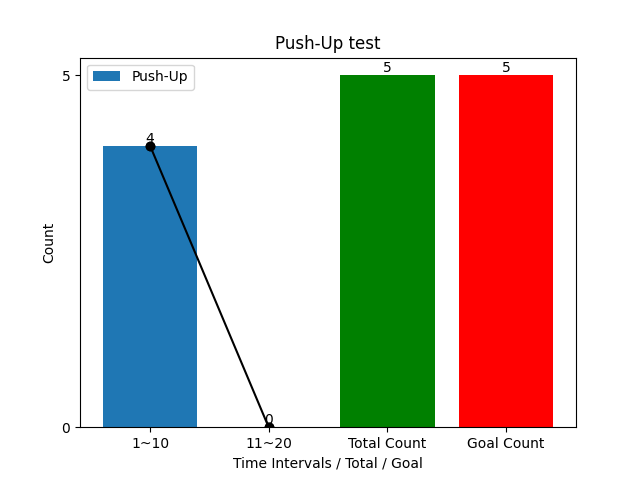 Push-Up test
5
0
Count
Push-Up
4
0
5
5
1~10
11~20
Total Count
Goal Count
Time Intervals / Total / Goal